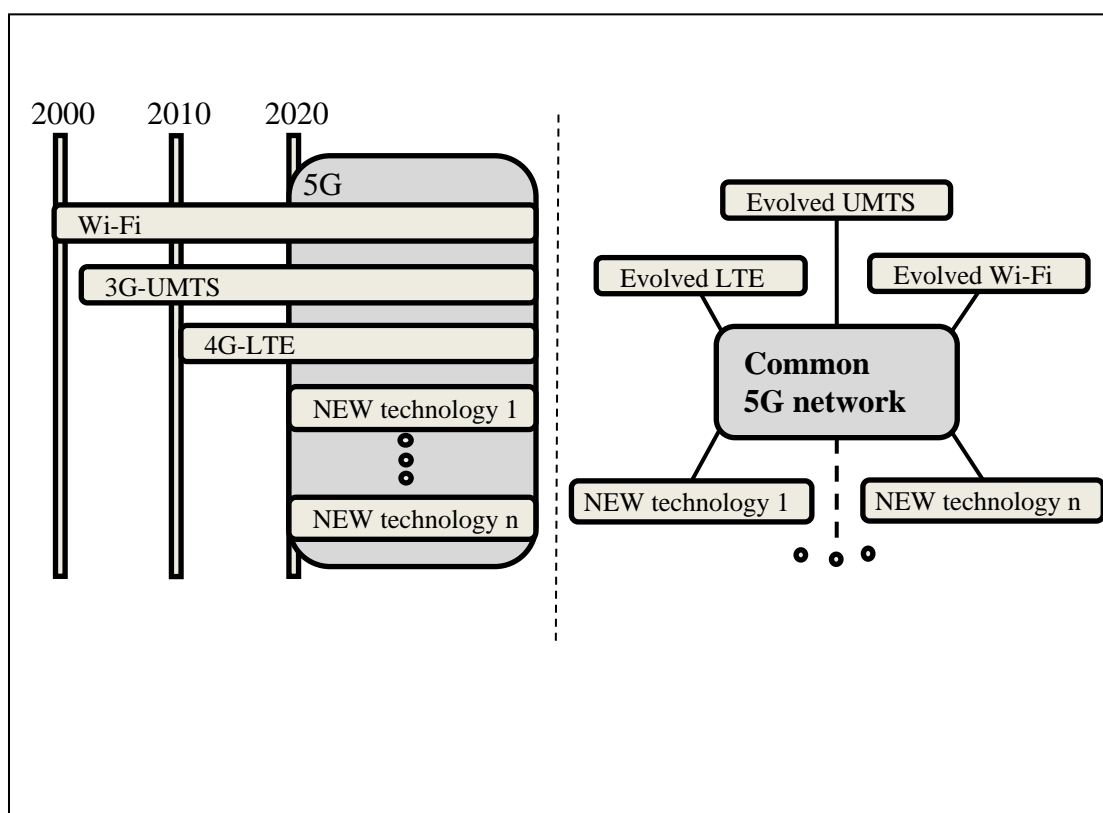 2000
2010
2020
5G
Wi-Fi
3G-UMTS
4G-LTE
NEW technology 1
NEW technology n
Evolved UMTS
Evolved LTE
Evolved Wi-Fi
Common
5G network
NEW technology 1
NEW technology n